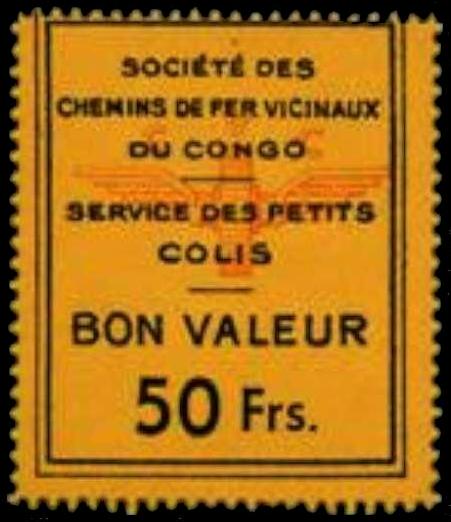 SOCIÉTÉ DES
CHEMINS DE FER VICINAUX
DU CONGO
SERVICE DES PETITS
COLIS
BON VALEUR
50 Frs.